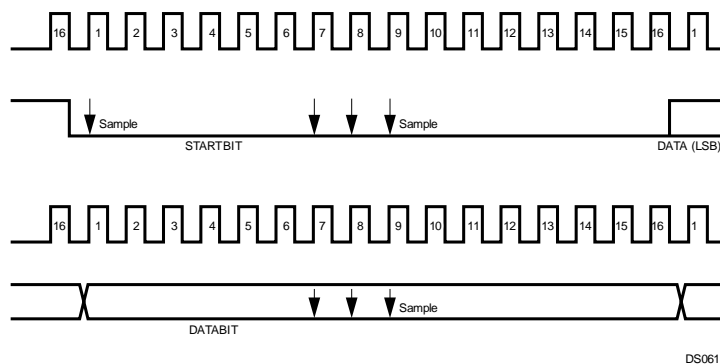 16 1 2 3 4 5 6 7 8 9 10 11 12 13 14 15 16 1
Sample Sample
STARTBIT DATA (LSB)
16 1 2 3 4 5 6 7 8 9 10 11 12 13 14 15 16 1
Sample
DATABIT
DS061